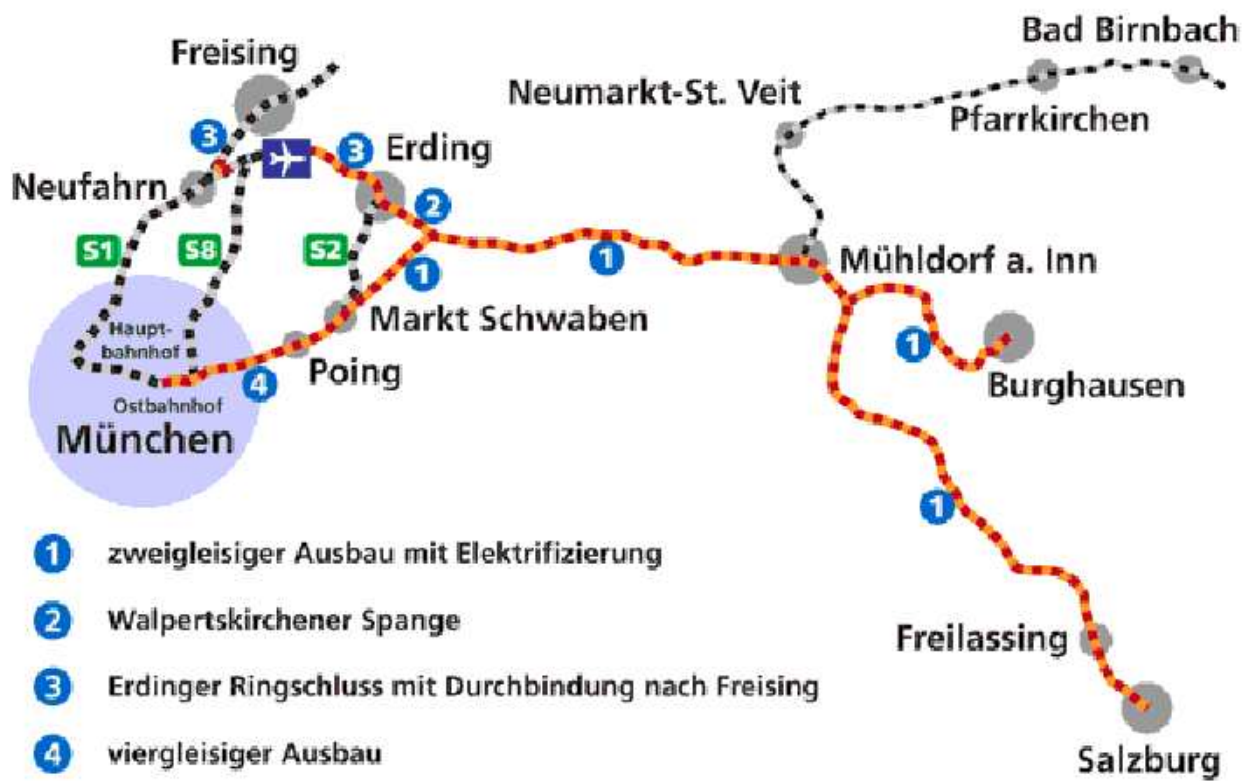 Bad Birnbach
Freising
Neumarkt-St. Veit
Pfarrkirchen
3
3
Erding
Neufahrn
2
S1
S8
S2
1
1
Mühldorf a. Inn
Haupt-
bahnhof
Markt Schwaben
1
4
Poing
Burghausen
Ostbahnhof
München
1
1 zweigleisiger Ausbau mit Elektrifizierung
2 Walpertskirchener Spange
Freilassing
3 Erdinger Ringschluss mit Durchbindung nach Freising
4 viergleisiger Ausbau
Salzburg